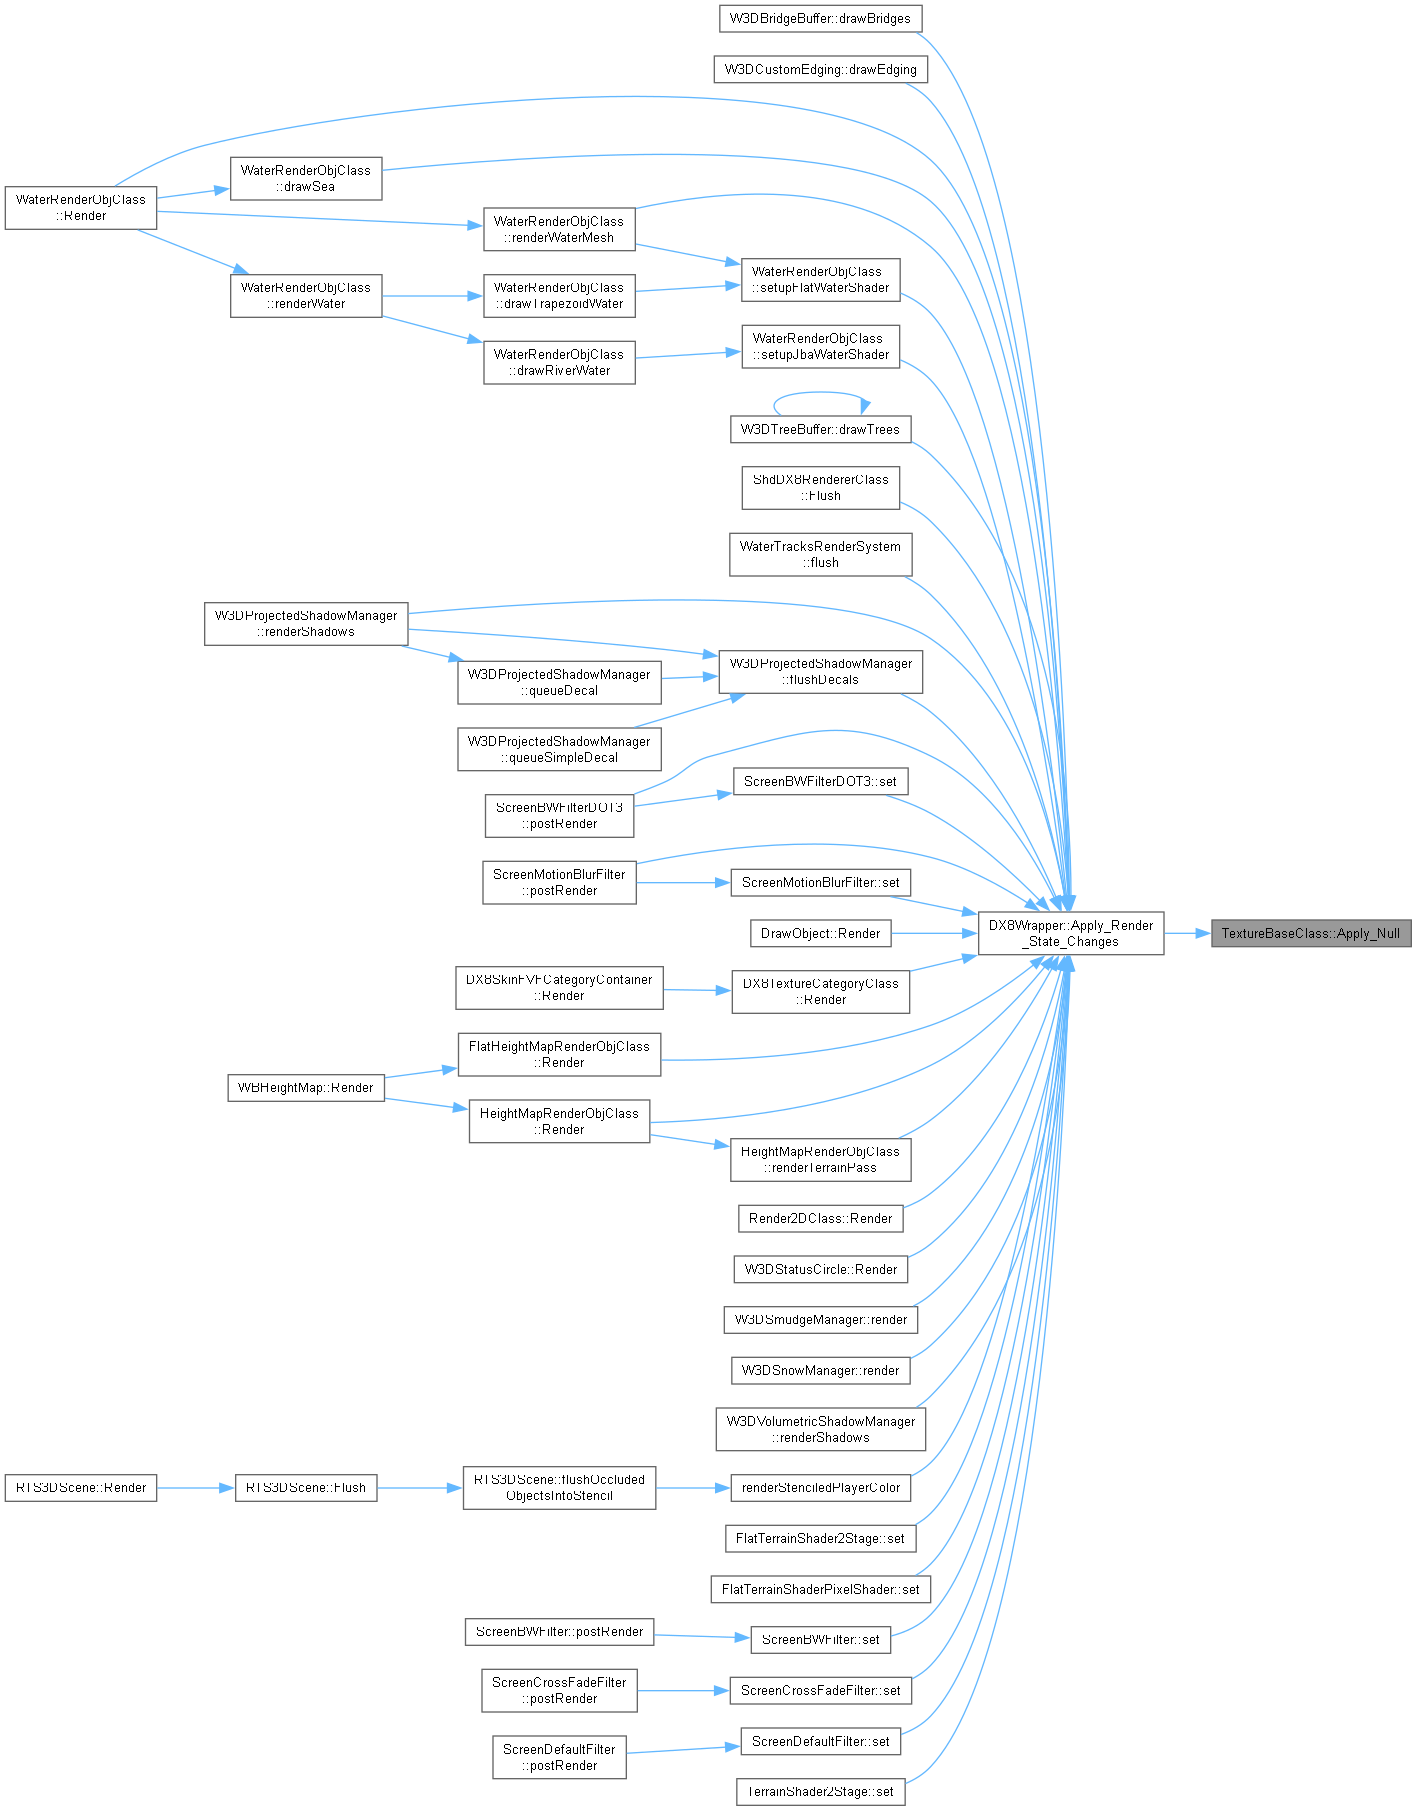 W3DBridgeBuffer::drawBridges
W3DCustomEdging::drawEdging
WaterRenderObjClass
::drawSea
WaterRenderObjClass
::Render
WaterRenderObjClass
::renderWaterMesh
WaterRenderObjClass
::setupFlatWaterShader
WaterRenderObjClass
::renderWater
WaterRenderObjClass
::drawTrapezoidWater
WaterRenderObjClass
::setupJbaWaterShader
WaterRenderObjClass
::drawRiverWater
W3DTreeBuffer::drawTrees
ShdDX8RendererClass
::Flush
WaterTracksRenderSystem
::flush
W3DProjectedShadowManager
::renderShadows
W3DProjectedShadowManager
::flushDecals
W3DProjectedShadowManager
::queueDecal
W3DProjectedShadowManager
::queueSimpleDecal
ScreenBWFilterDOT3::set
ScreenBWFilterDOT3
::postRender
ScreenMotionBlurFilter
::postRender
ScreenMotionBlurFilter::set
DrawObject::Render
DX8Wrapper::Apply_Render
_State_Changes
TextureBaseClass::Apply_Null
DX8SkinFVFCategoryContainer
::Render
DX8TextureCategoryClass
::Render
FlatHeightMapRenderObjClass
::Render
WBHeightMap::Render
HeightMapRenderObjClass
::Render
HeightMapRenderObjClass
::renderTerrainPass
Render2DClass::Render
W3DStatusCircle::Render
W3DSmudgeManager::render
W3DSnowManager::render
W3DVolumetricShadowManager
::renderShadows
RTS3DScene::Render
RTS3DScene::Flush
RTS3DScene::flushOccluded
ObjectsIntoStencil
renderStenciledPlayerColor
FlatTerrainShader2Stage::set
FlatTerrainShaderPixelShader::set
ScreenBWFilter::postRender
ScreenBWFilter::set
ScreenCrossFadeFilter
::postRender
ScreenCrossFadeFilter::set
ScreenDefaultFilter
::postRender
ScreenDefaultFilter::set
TerrainShader2Stage::set